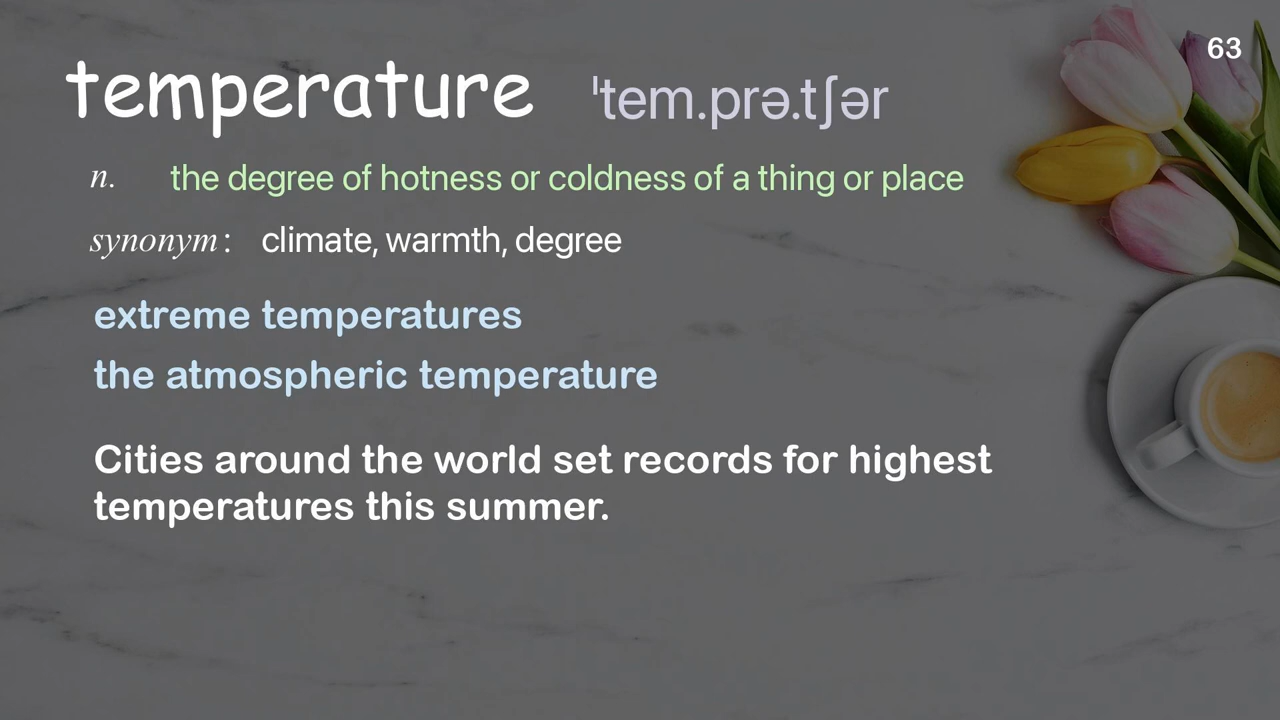 63
temperature ˈtem.prə.tʃər
n. the degree of hotness or coldness of a thing or place
synonym: climate, warmth, degree
extreme temperatures
the atmospheric temperature
Cities around the world set records for highest
temperatures this summer.